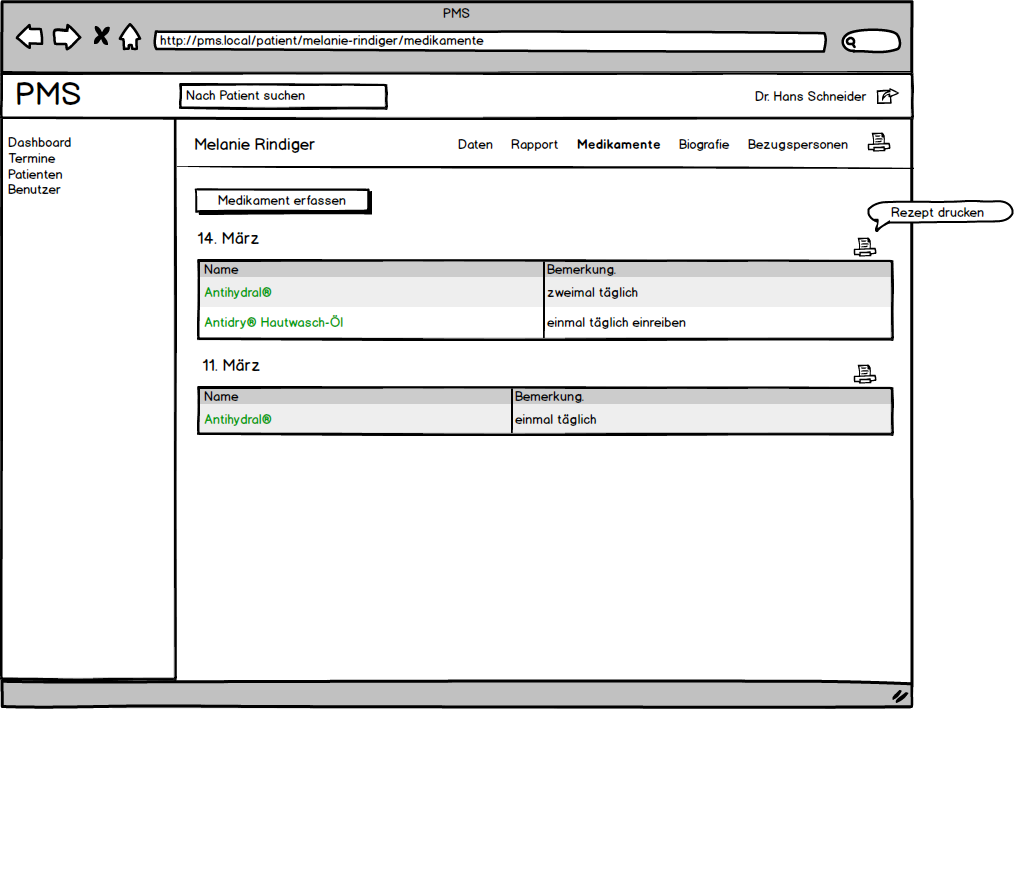 PMS
http://pms.local/patient/melanie-rindiger/medikamente
PMS
Nach Patient suchen
Dr. Hans Schneider
Dashboard
Termine
Patienten
Benutzer
Melanie Rindiger
Daten Rapport Medikamente Biografie Bezugspersonen
Medikament erfassen
Rezept drucken
14. März
Name Bemerkung.
Antihydral® zweimal täglich
Antidry® Hautwasch-Öl einmal täglich einreiben
11. März
Name Bemerkung.
Antihydral® einmal täglich